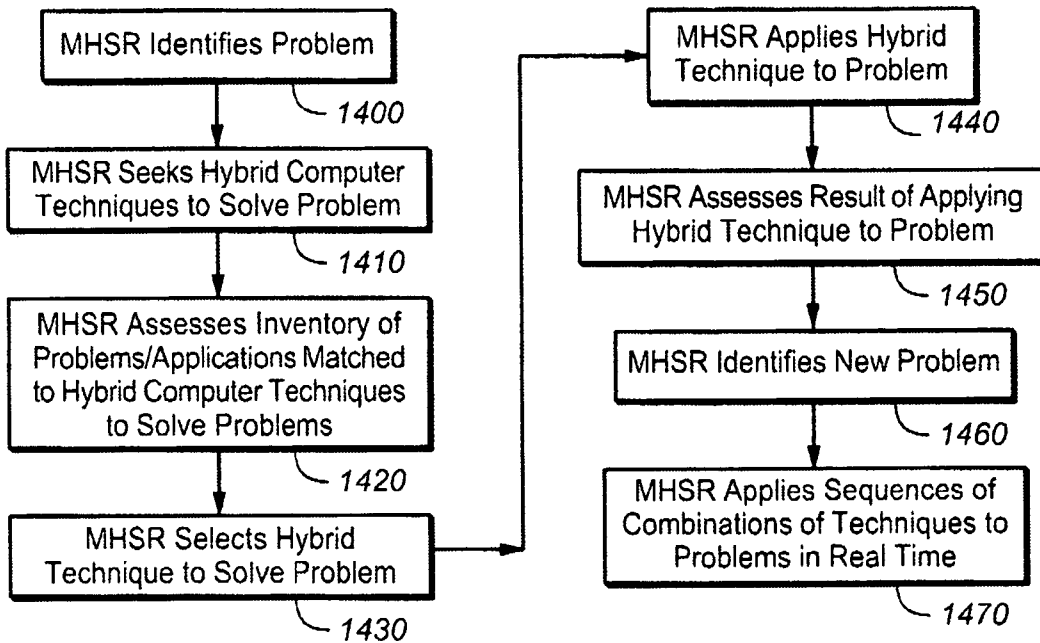 MHSR Identifies Problem
1400
MHSR Seeks Hybrid Computer
Techniques to Solve Problem
1410
MHSR Assesses Inventory of
Problems/Applications Matched
to Hybrid Computer Techniques
to Solve Problems
1420
MHSR Selects Hybrid
Technique to Solve Problem
1430
MHSR Applies Hybrid
Technique to Problem
1440
MHSR Assesses Result of Applying
Hybrid Technique to Problem
1450
MHSR Identifies New Problem
1460
MHSR Applies Sequences of
Combinations of Techniques to
Problems in Real Time
1470